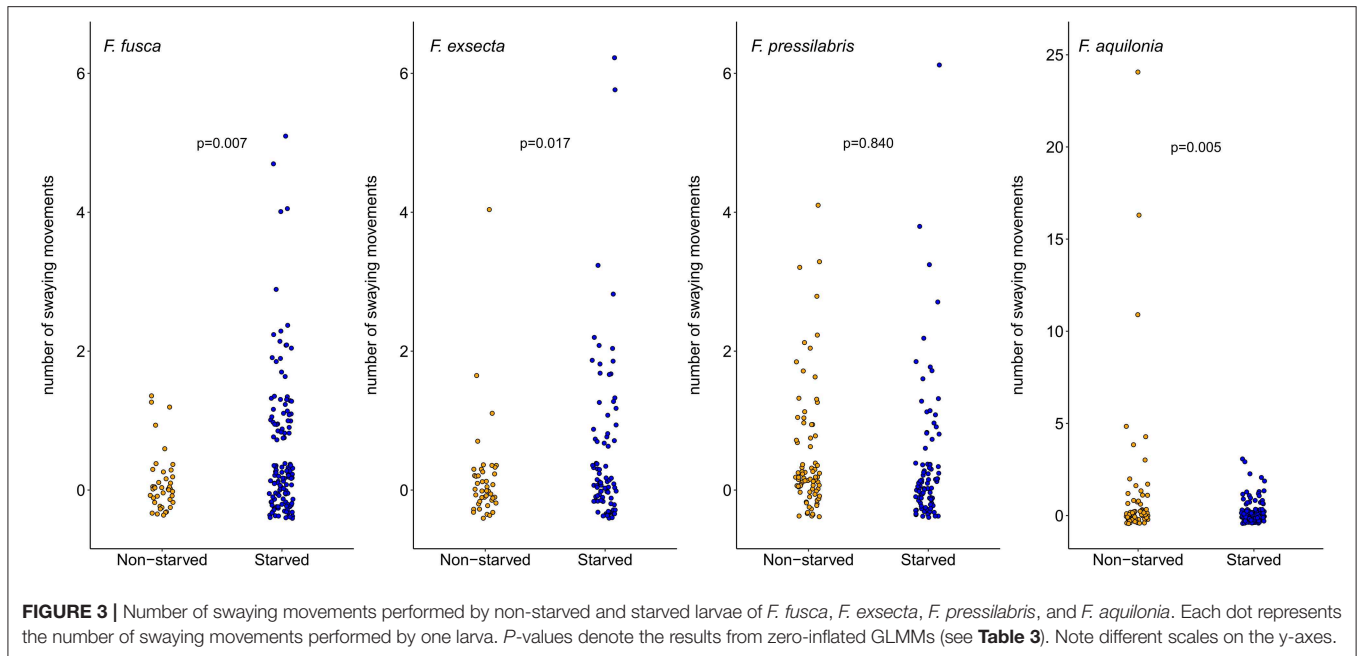 F. fusca
number of swaying movements
6
4
2
0
p=0.007
Non-starved Starved
F. exsecta
number of swaying movements
6
4
2
0
p=0.017
Non-starved Starved
F. pressilabris
number of swaying movements
6
4
2
0
p=0.840
Non-starved Starved
F. aquilonia
number of swaying movements
25
20
15
10
5
0
p=0.005
Non-starved Starved
FIGURE 3 | Number of swaying movements performed by non-starved and starved larvae of F. fusca, F. exsecta, F. pressilabris, and F. aquilonia. Each dot represents
the number of swaying movements performed by one larva. P-values denote the results from zero-inflated GLMMs (see Table 3). Note different scales on the y-axes.